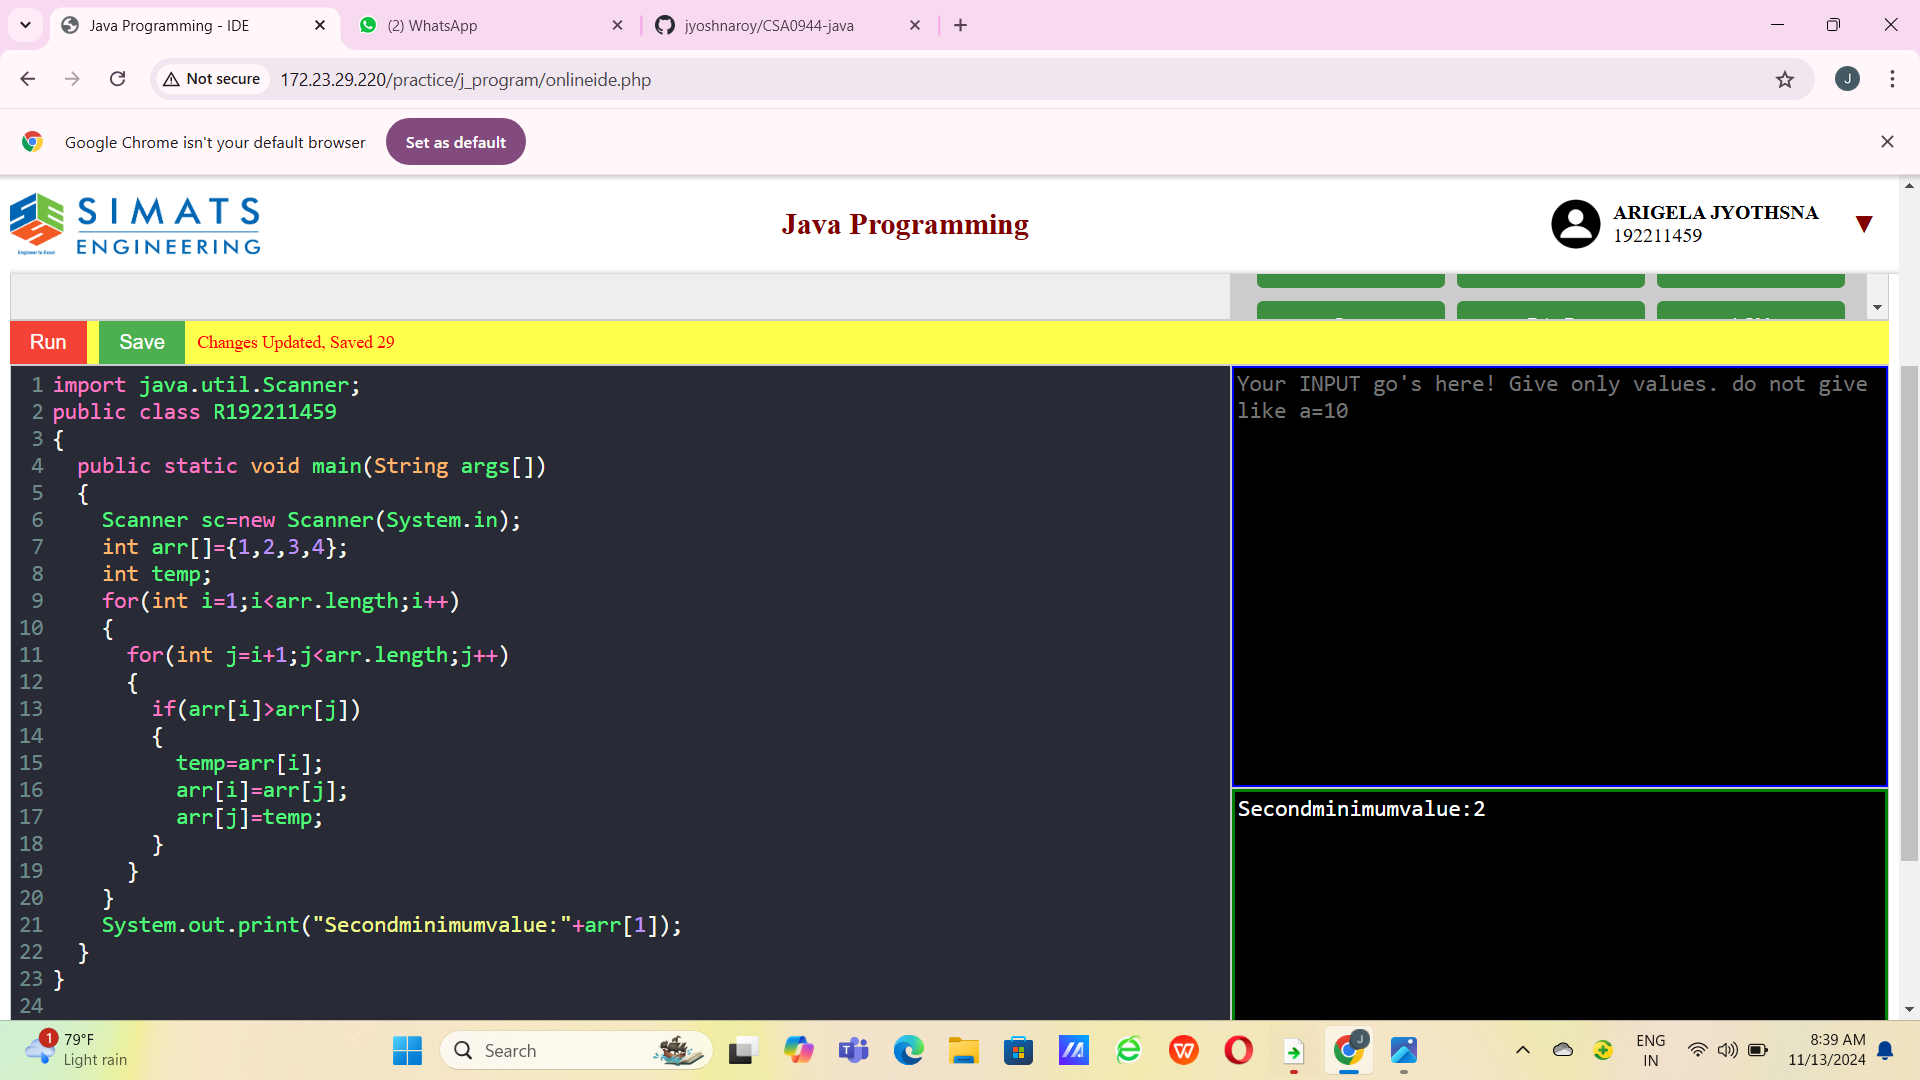 Java Programming - IDE
(2) WhatsApp
jyoshnaroy/CSA0944-java
Not secure
172.23.29.220/practice/j_program/onlineide.php
J
Google Chrome isn't your default browser
Set as default
SIMATS
ENGINEERING
Engineer to Excel
Java Programming
ARIGELA JYOTHSNA
192211459
Run
Save
Changes Updated, Saved 29
1 import java.util.Scanner;
2 public class R192211459
3 {
4   public static void main(String args[])
5   {
6     Scanner sc=new Scanner(System.in);
7     int arr[]={1,2,3,4};
8     int temp;
9     for(int i=1;i<arr.length;i++)
10     {
11       for(int j=i+1;j<arr.length;j++)
12       {
13         if(arr[i]>arr[j])
14         {
15           temp=arr[i];
16           arr[i]=arr[j];
17           arr[j]=temp;
18         }
19       }
20     }
21     System.out.print("Secondminimumvalue:"+arr[1]);
22   }
23 }
24
Your INPUT go's here! Give only values. do not give
like a=10
Secondminimumvalue:2
1
79°F
Light rain
Search
J
ENG
IN
8:39 AM
11/13/2024